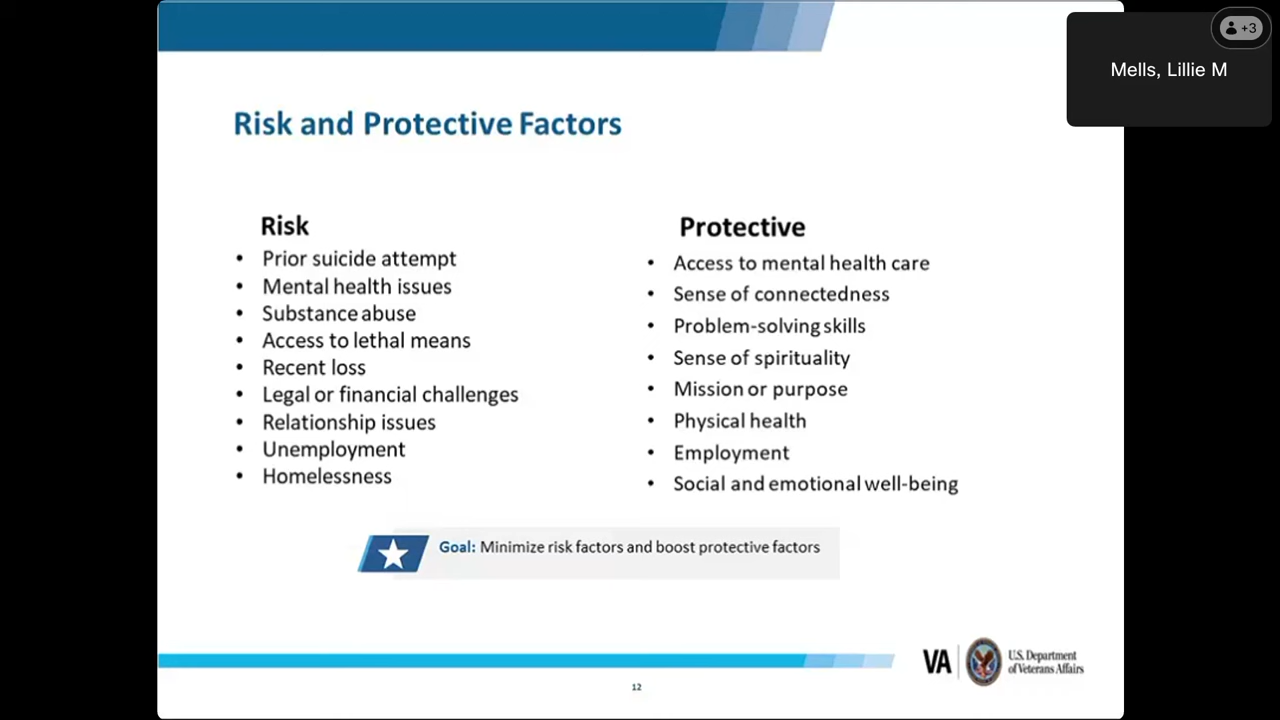 +3
Mells, Lillie M
Risk and Protective Factors
Risk
• Prior suicide attempt
• Mental health issues
• Substance abuse
• Access to lethal means
• Recent loss
• Legal or financial challenges
• Relationship issues
• Unemployment
• Homelessness
Protective
• Access to mental health care
• Sense of connectedness
• Problem-solving skills
• Sense of spirituality
• Mission or purpose
• Physical health
• Employment
• Social and emotional well-being
Goal: Minimize risk factors and boost protective factors
VA
U.S. Department
of Veterans Affairs
12